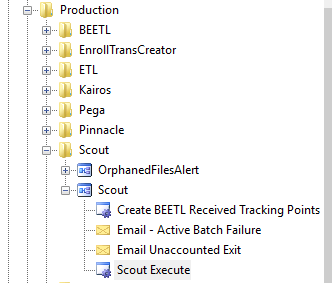 Production
BEETL
EnrollTransCreator
ETL
Kairos
Pega
Pinnacle
Scout
OrphanedFilesAlert
Scout
Create BEETL Received Tracking Points
Email - Active Batch Failure
Email Unaccounted Exit
Scout Execute